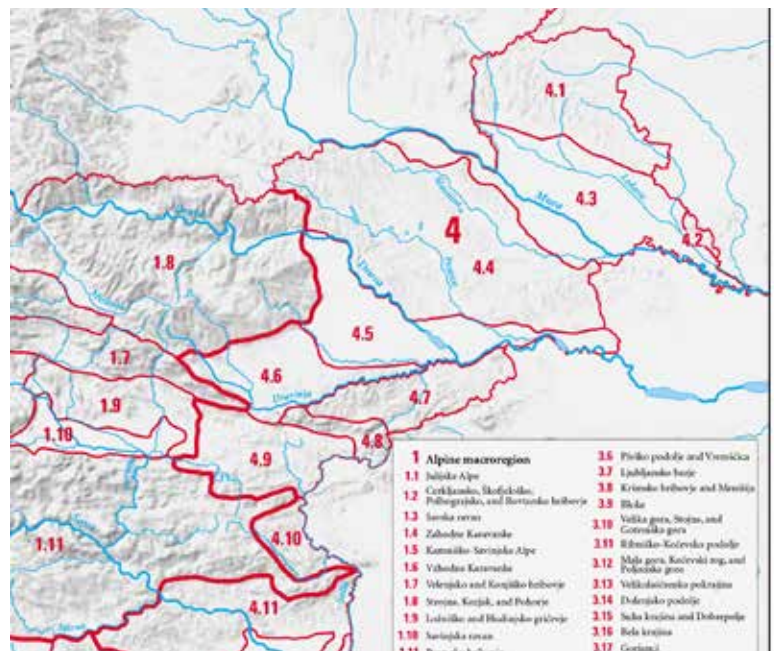 4.1
4.3
4.2
Mura
4
4.4
1.8
4.5
4.6
1.7
4.7
1.9
1.10
4.8
4.9
4.10
1.11
4.11
1 Alpine macroregion
1.1 Julijske Alpe
1.2 Cerkljansko, Škofjeloško,
Polhograjsko, and Rovtarsko hribovje
1.3 Savska ravan
1.4 Zahodne Karavanke
1.5 Kamniško-Savinjske Alpe
1.6 Vzhodne Karavanke
1.7 Velenjsko and Konjiško hribovje
1.8 Strojna, Kozjak, and Pohorje
1.9 Ložniško and Hudinjsko gričevje
1.10 Savinjska ravan
1.11
3.6 Pivško podolje and Vremščica
3.7 Ljubljansko barje
3.8 Krimsko hribovje and Menišija
3.9 Bloke
3.10 Velika gora, Stojna, and
Goteniška gora
3.11 Ribniško-Kočevsko podolje
3.12 Mala gora, Kočevski rog, and
Poljanska gora
3.13 Velikolaščanska pokrajina
3.14 Dolenjsko podolje
3.15 Suha krajina and Dobrepolje
3.16 Bela krajina
3.17 Gorjanci